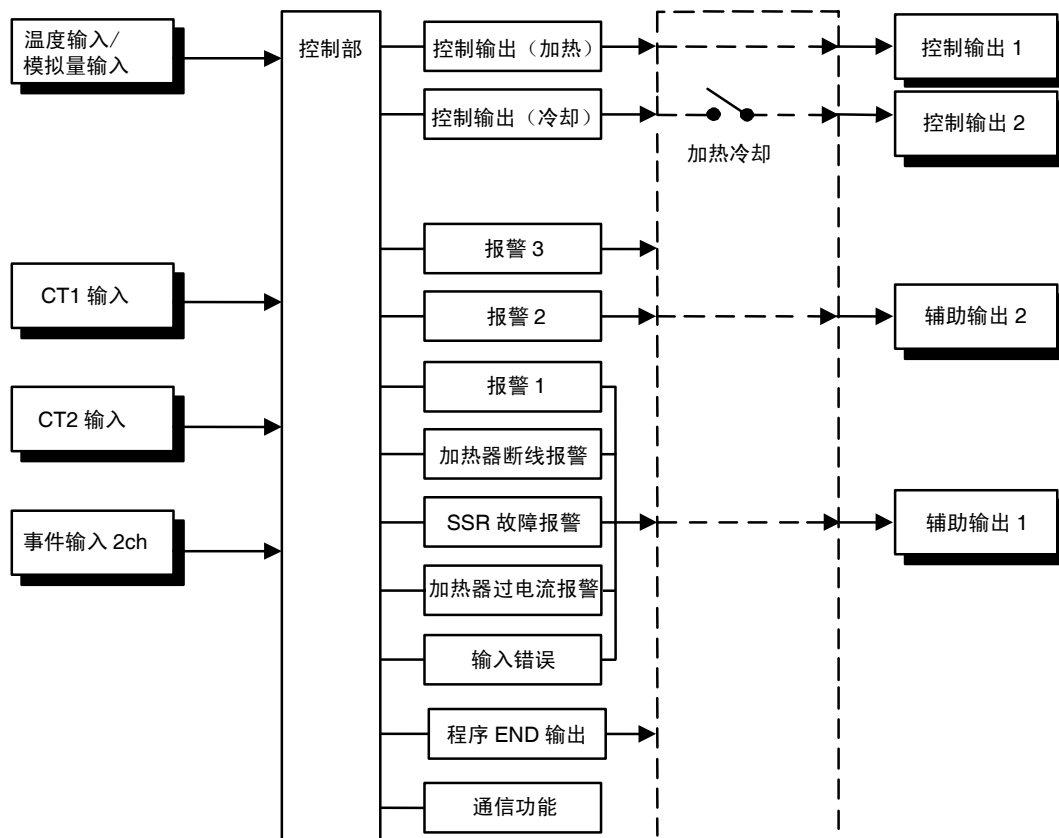 温度输入/
模拟量输入
控制部
控制输出（加热）
控制输出 1
控制输出（冷却）
控制输出 2
加热冷却
报警 3
CT1 输入
报警 2
辅助输出 2
报警 1
CT2 输入
加热器断线报警
SSR 故障报警
辅助输出 1
事件输入 2ch
加热器过电流报警
输入错误
程序 END 输出
通信功能